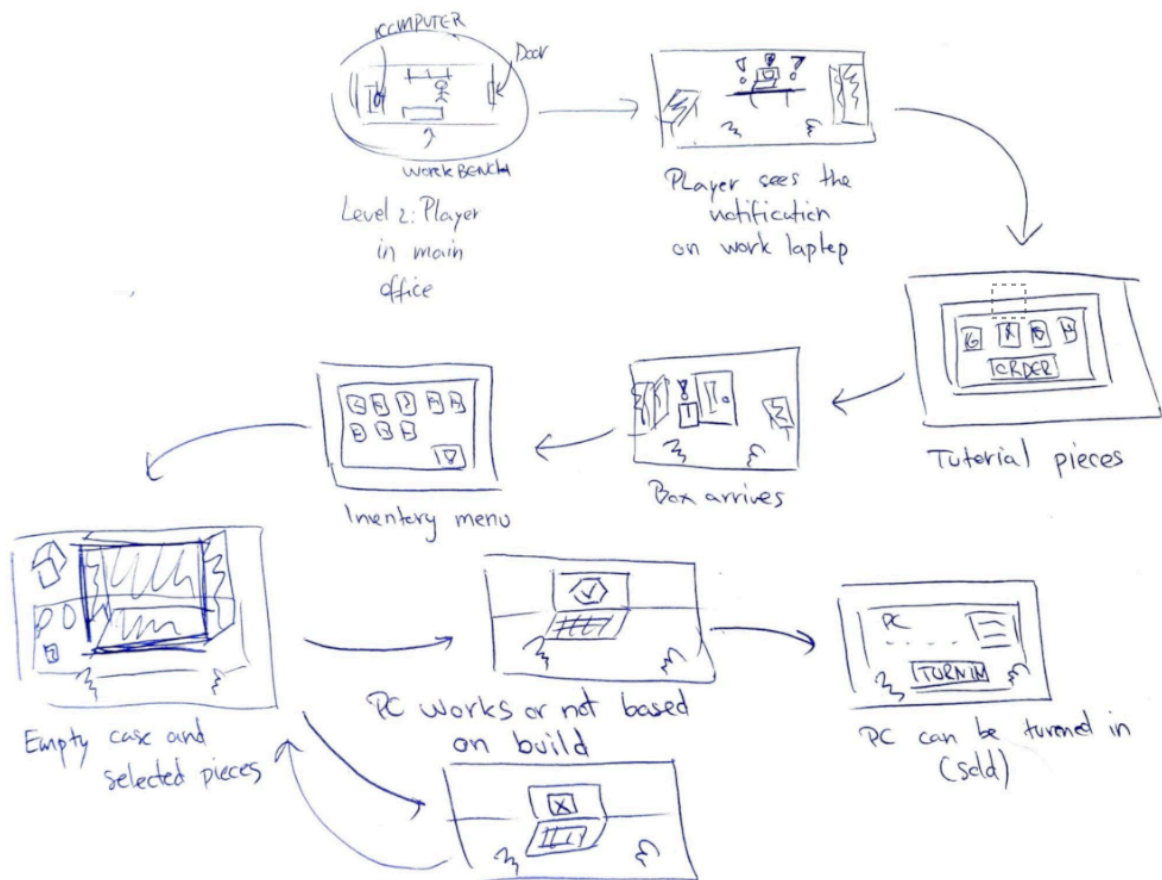 COMPUTER
Door
WORKBENCH
Level 2: Player
in main
office
Player sees the
notification
on work laptop
ORDER
Tutorial pieces
Box arrives
Inventory menu
Empty case and
selected pieces
PC works or not based
on build
PC
TURN IN
PC can be turned in
(sold)